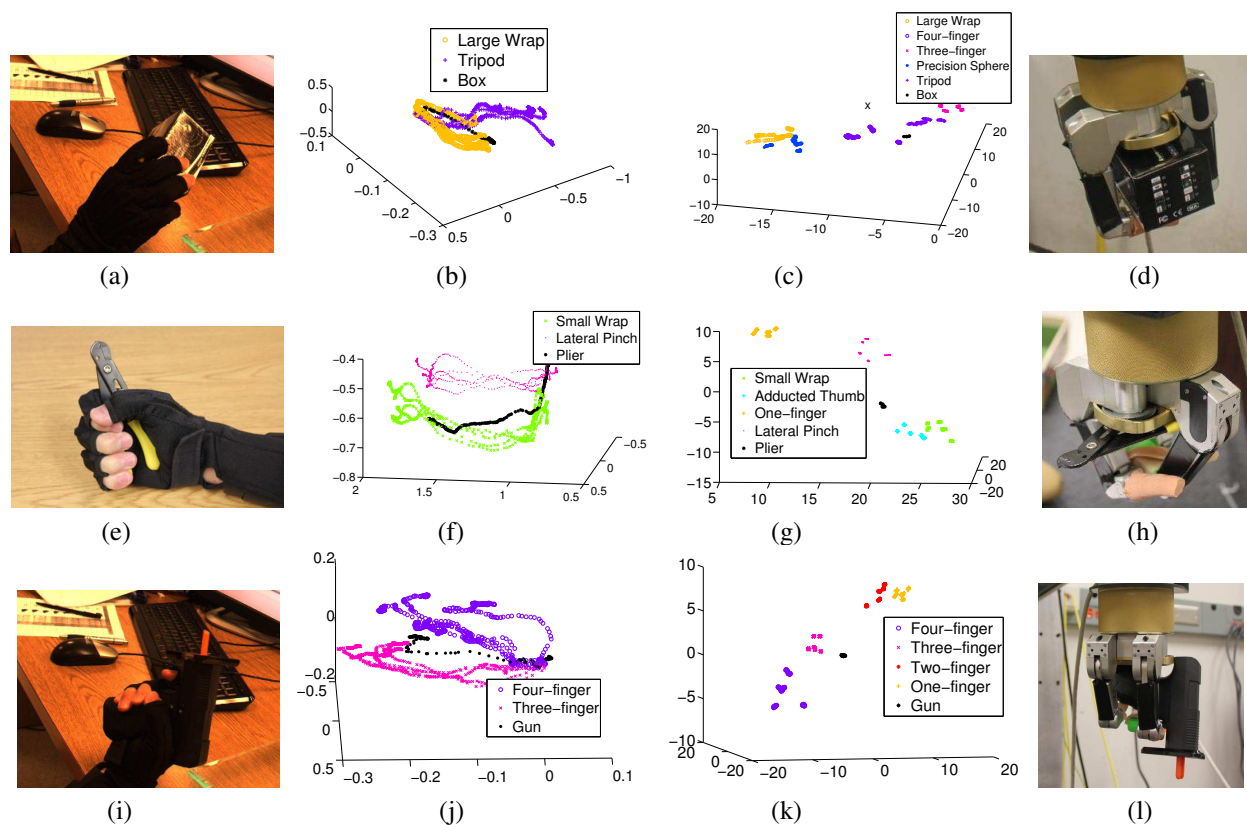 Large Wrap
Tripod
Box
0.5
0
−0.5
0.1
0
−0.1
−0.2
−0.3
0.5
0
−0.5
−1
Large Wrap
Four−finger
Three−finger
Precision Sphere
Tripod
Box
x
20
10
0
−10
−20
−15
−10
−5
0
−20
−10
0
10
20
FC CE
(a)
(b)
(c)
(d)
Small Wrap
Lateral Pinch
Plier
−0.4
−0.5
−0.6
−0.7
−0.8
2
1.5
1
0.5
0.5
0
−0.5
10
5
0
−5
−10
−15
5
10
15
20
25
30
−20
0
20
Small Wrap
Adducted Thumb
One−finger
Lateral Pinch
Plier
(e)
(f)
(g)
(h)
0.2
0
−0.2
−0.5
0
0.5
−0.3
−0.2
−0.1
0
0.1
Four−finger
Three−finger
Gun
10
5
0
−5
−10
20
0
−20
−20
−10
0
10
20
Four−finger
Three−finger
Two−finger
One−finger
Gun
(i)
(j)
(k)
(l)